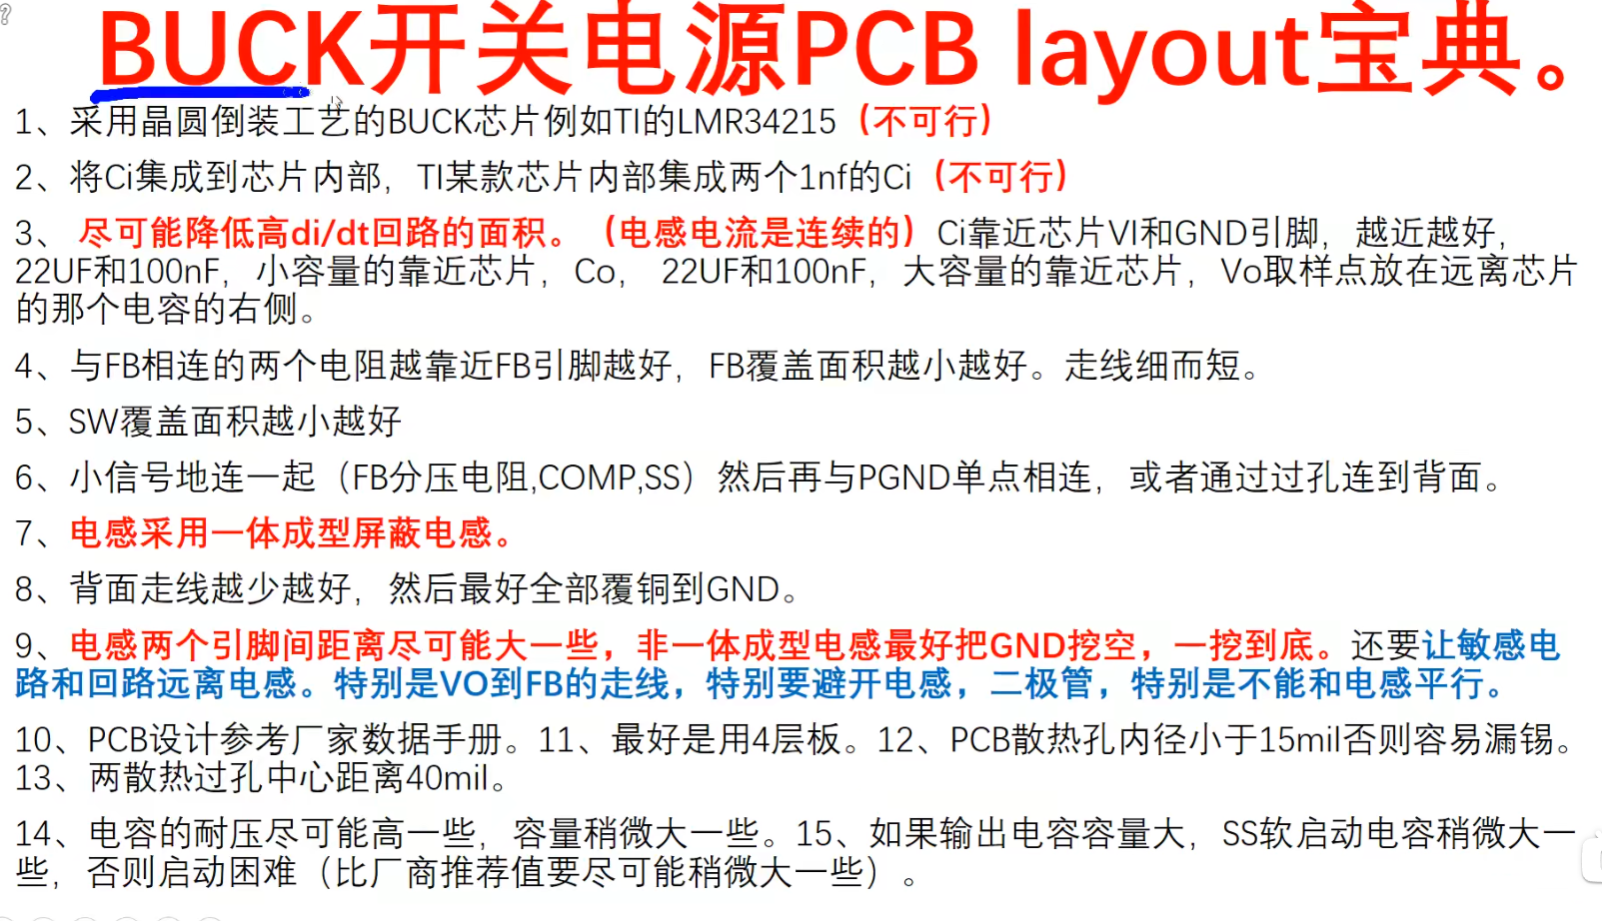 BUCK开关电源PCB layout宝典。
1、采用晶圆倒装工艺的BUCK芯片例如TI的LMR34215（不可行）
2、将Ci集成到芯片内部，TI某款芯片内部集成两个1nf的Ci（不可行）
3、尽可能降低高di/dt回路的面积。（电感电流是连续的）Ci靠近芯片VI和GND引脚，越近越好，
22UF和100nF，小容量的靠近芯片，Co， 22UF和100nF，大容量的靠近芯片，Vo取样点放在远离芯片
的那个电容的右侧。
4、与FB相连的两个电阻越靠近FB引脚越好，FB覆盖面积越小越好。走线细而短。
5、SW覆盖面积越小越好
6、小信号地连一起（FB分压电阻,COMP,SS）然后再与PGND单点相连，或者通过过孔连到背面。
7、电感采用一体成型屏蔽电感。
8、背面走线越少越好，然后最好全部覆铜到GND。
9、电感两个引脚间距离尽可能大一些，非一体成型电感最好把GND挖空，一挖到底。还要让敏感电
路和回路远离电感。特别是VO到FB的走线，特别要避开电感，二极管，特别是不能和电感平行。
10、PCB设计参考厂家数据手册。11、最好是用4层板。12、PCB散热孔内径小于15mil否则容易漏锡。
13、两散热过孔中心距离40mil。
14、电容的耐压尽可能高一些，容量稍微大一些。15、如果输出电容容量大，SS软启动电容稍微大一
些，否则启动困难（比厂商推荐值要尽可能稍微大一些）。